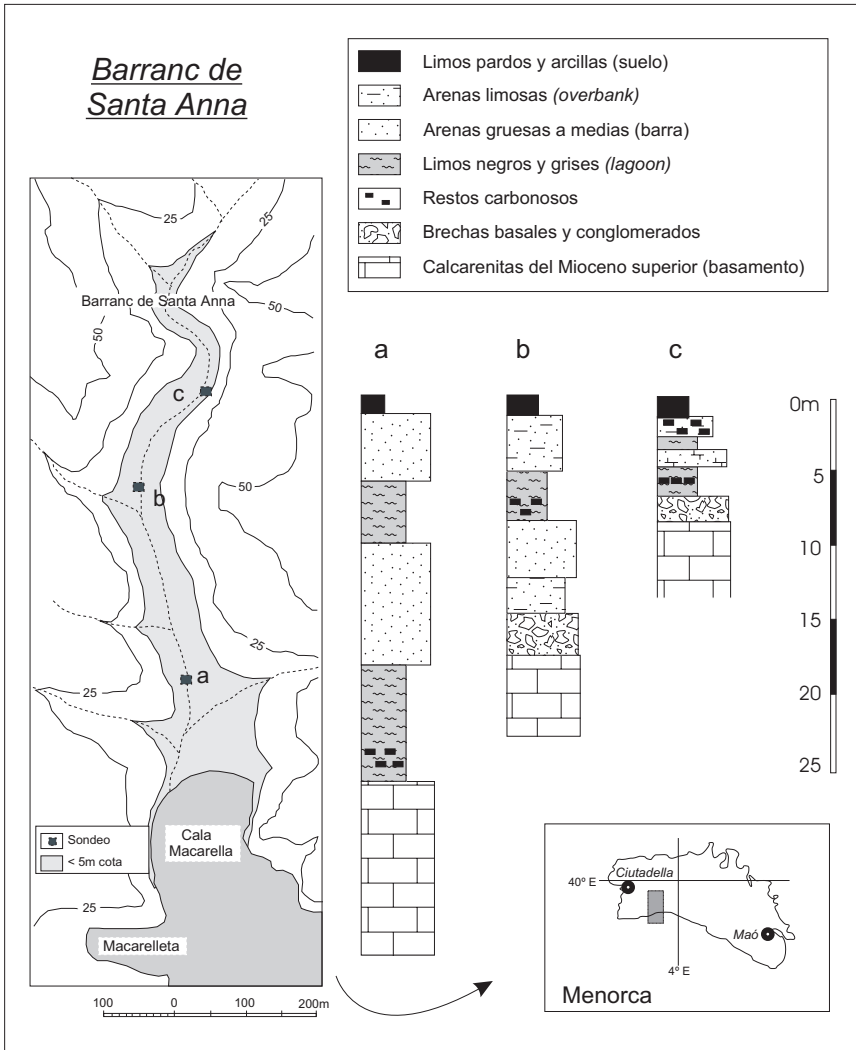 Barranc de
Santa Anna
Limos pardos y arcillas (suelo)
Arenas limosas (overbank)
Arenas gruesas a medias (barra)
Limos negros y grises (lagoon)
Restos carbonosos
Brechas basales y conglomerados
Calcarenitas del Mioceno superior (basamento)
25
25
50
Barranc de Santa Anna
50
c
b
50
25
a
25
Cala
Macarella
Sondeo
< 5m cota
25
Macarelleta
100 0 100 200m
a b c
0m
5
10
15
20
25
40º E
Ciutadella
Maó
4º E
Menorca